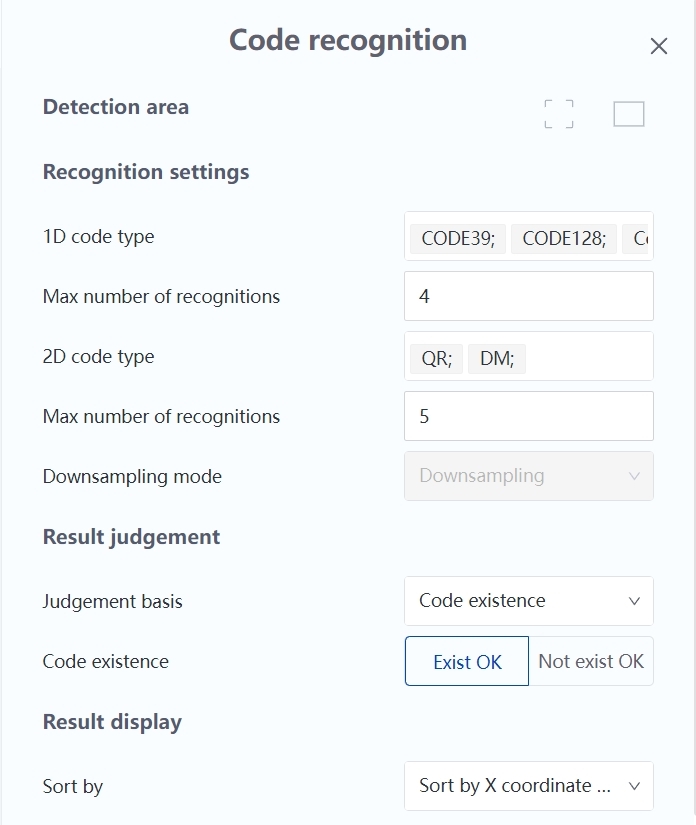 Code recognition
Detection area
Recognition settings
1D code type CODE39; CODE128;
Max number of recognitions 4
2D code type QR; DM;
Max number of recognitions 5
Downsampling mode Downsampling
Result judgement
Judgement basis Code existence
Code existence Exist OK Not exist OK
Result display
Sort by Sort by X coordinate ...